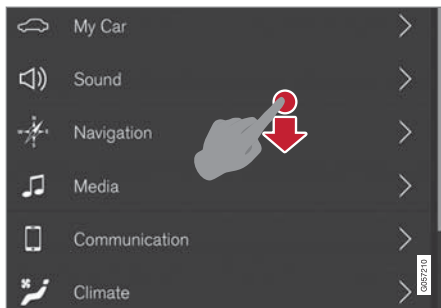 My Car
Sound
Navigation
Media
Communication
Climate
G057210